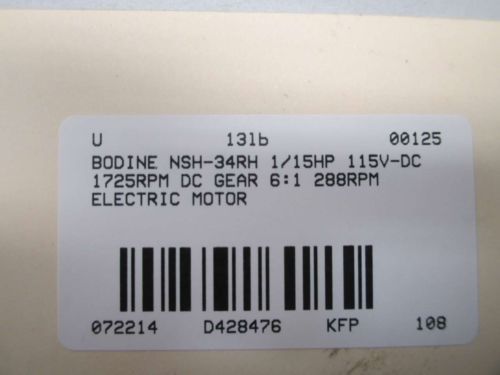 U 13lb 00125
BODINE NSH-34RH 1/15HP 115V-DC
1725RPM DC GEAR 6:1 288RPM
ELECTRIC MOTOR
072214 D428476 KFP 108